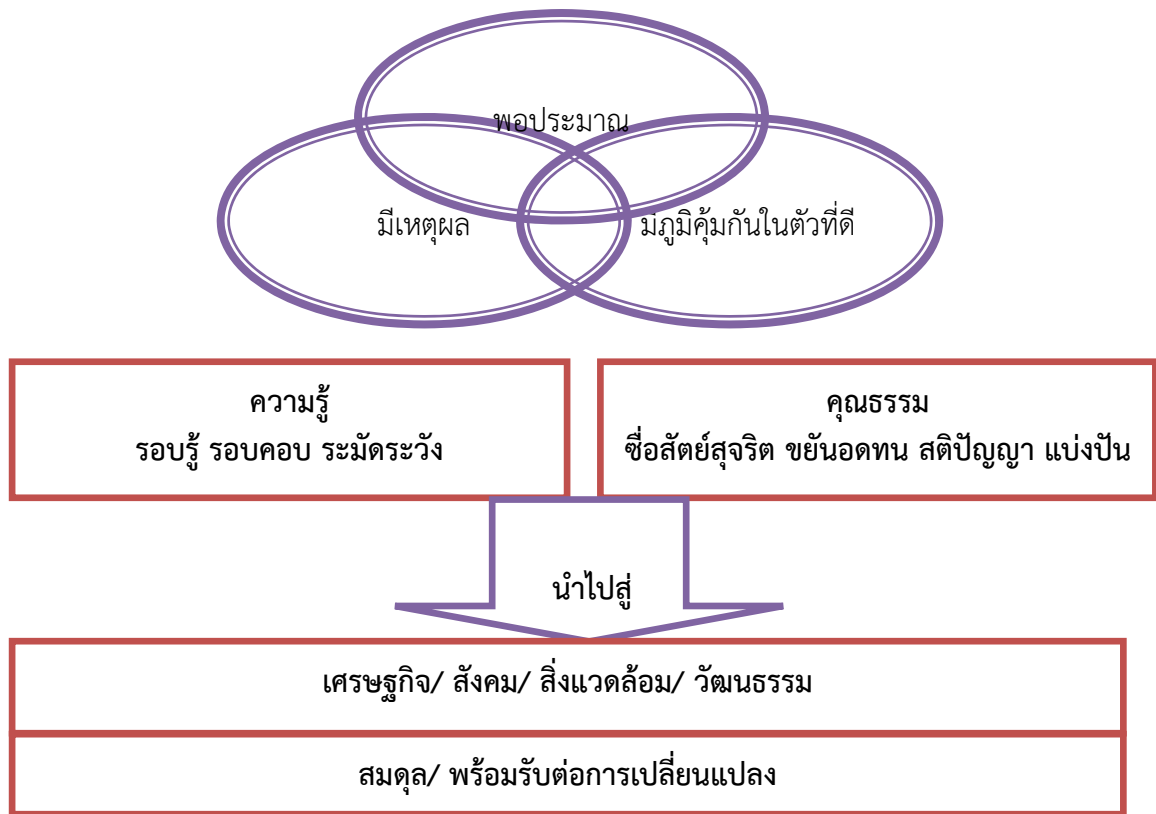 พอประมาณ
มีเหตุผล
มีภูมิคุ้มกันในตัวที่ดี
ความรู้
รอบรู้ รอบคอบ ระมัดระวัง
คุณธรรม
ซื่อสัตย์สุจริต ขยันอดทน สติปัญญา แบ่งปัน
นำไปสู่
เศรษฐกิจ/ สังคม/ สิ่งแวดล้อม/ วัฒนธรรม
สมดุล/ พร้อมรับต่อการเปลี่ยนแปลง